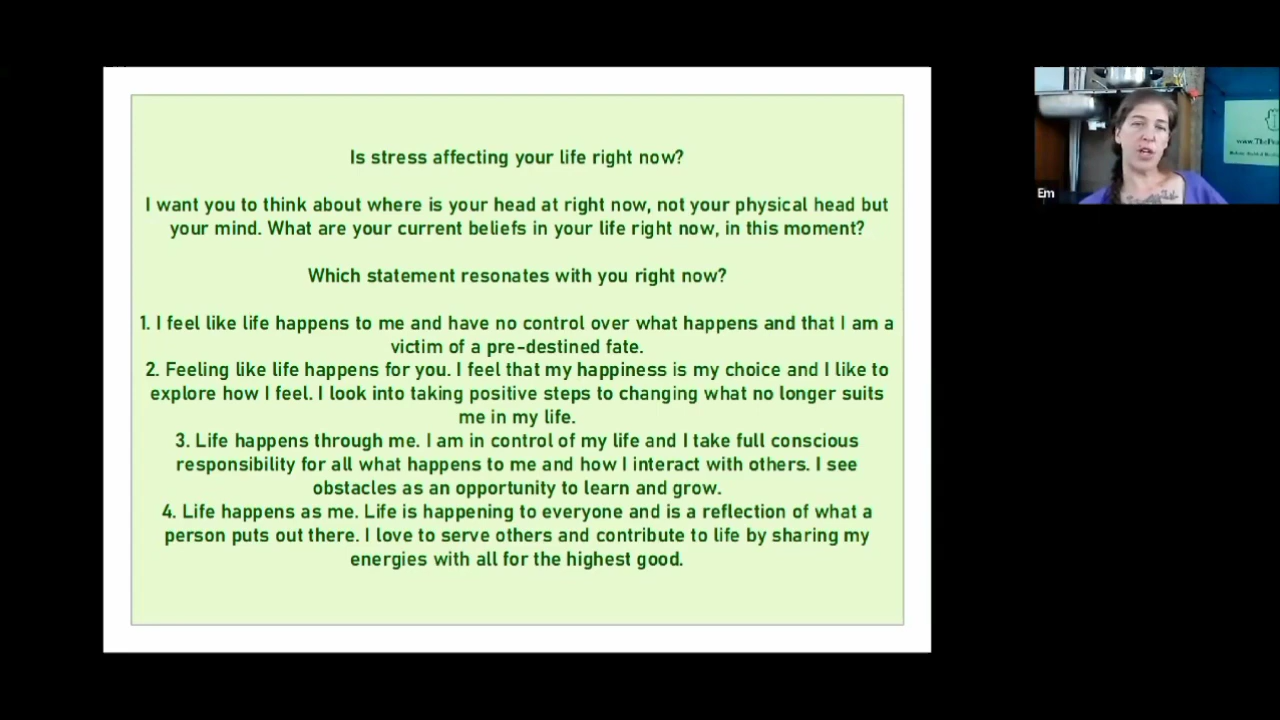 Is stress affecting your life right now?
I want you to think about where is your head at right now, not your physical head but
your mind. What are your current beliefs in your life right now, in this moment?
Which statement resonates with you right now?
1. I feel like life happens to me and have no control over what happens and that I am a
victim of a pre-destined fate.
2. Feeling like life happens for you. I feel that my happiness is my choice and I like to
explore how I feel. I look into taking positive steps to changing what no longer suits
me in my life.
3. Life happens through me. I am in control of my life and I take full conscious
responsibility for all what happens to me and how I interact with others. I see
obstacles as an opportunity to learn and grow.
4. Life happens as me. Life is happening to everyone and is a reflection of what a
person puts out there. I love to serve others and contribute to life by sharing my
energies with all for the highest good.
Em